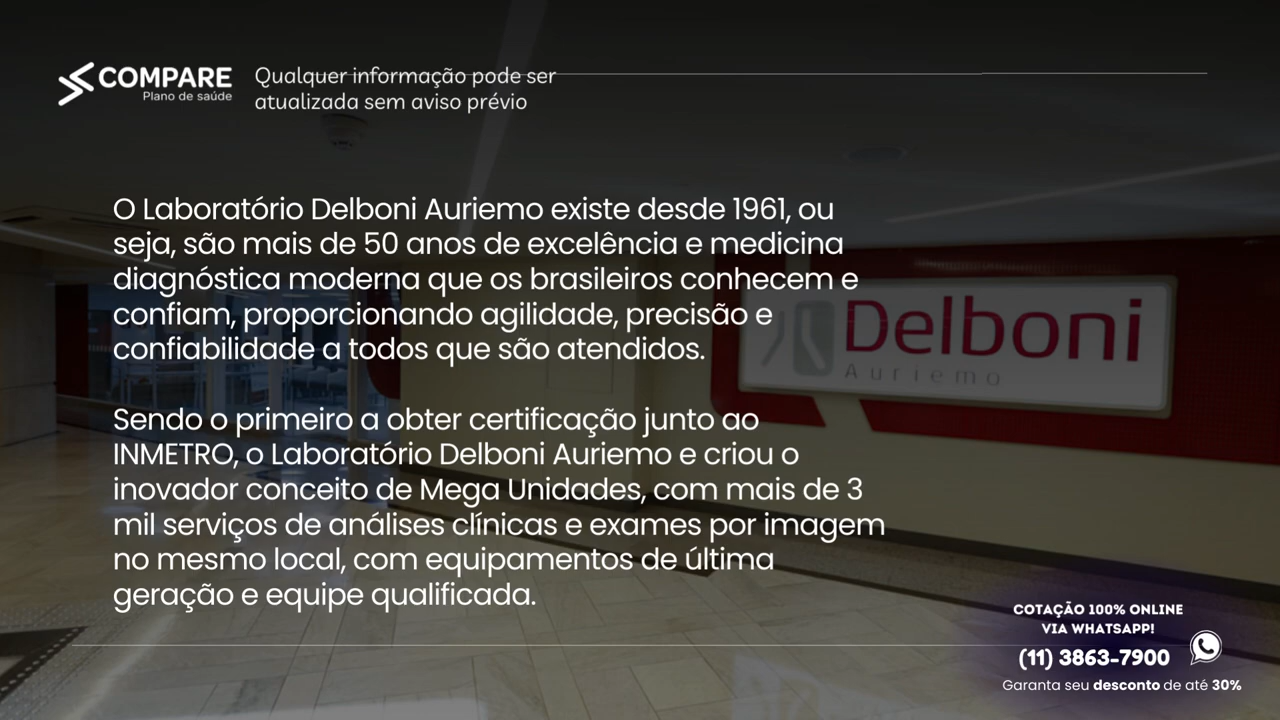 COMPARE
Plano de saúde
Qualquer informação pode ser
atualizada sem aviso prévio
O Laboratório Delboni Auriemo existe desde 1961, ou
seja, são mais de 50 anos de excelência e medicina
diagnóstica moderna que os brasileiros conhecem e
confiam, proporcionando agilidade, precisão e
confiabilidade a todos que são atendidos.
Sendo o primeiro a obter certificação junto ao
INMETRO, o Laboratório Delboni Auriemo e criou o
inovador conceito de Mega Unidades, com mais de 3
mil serviços de análises clínicas e exames por imagem
no mesmo local, com equipamentos de última
geração e equipe qualificada.
Delboni
Auriemo
COTAÇÃO 100% ONLINE
VIA WHATSAPP!
(11) 3863-7900
Garanta seu desconto de até 30%